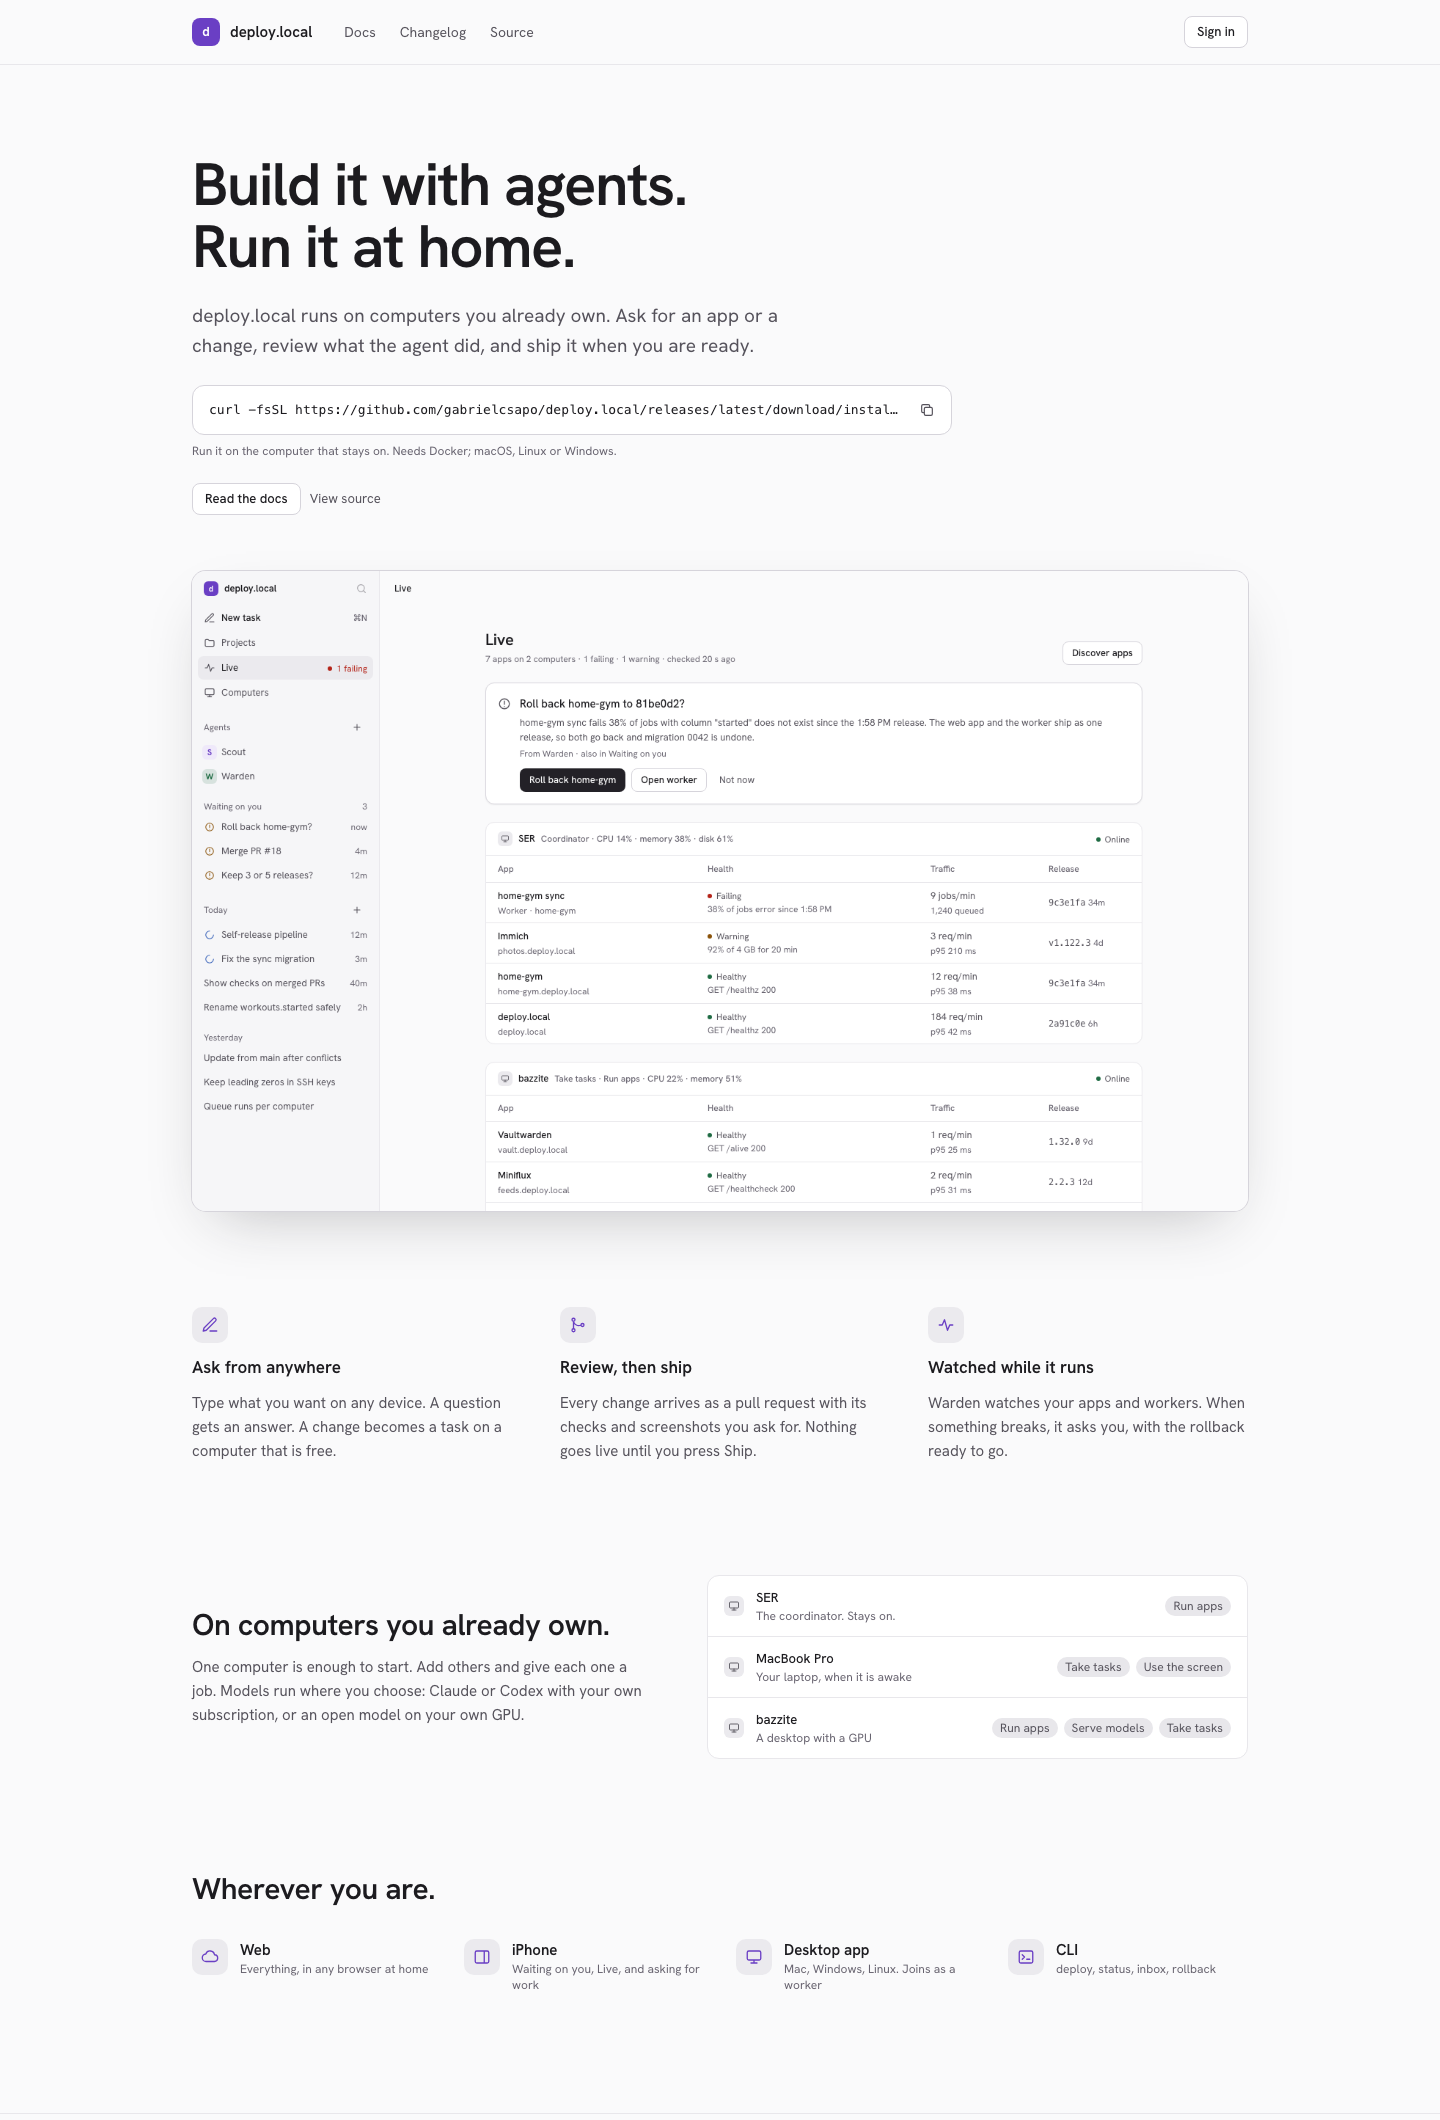 d deploy.local Docs Changelog Source Sign in
Build it with agents.
Run it at home.
deploy.local runs on computers you already own. Ask for an app or a
change, review what the agent did, and ship it when you are ready.
curl -fsSL https://github.com/gabrielcsapo/deploy.local/releases/latest/download/instal…
Run it on the computer that stays on. Needs Docker; macOS, Linux or Windows.
Read the docs View source
d deploy.local
New task ⌘N
Projects
Live 1 failing
Computers
Agents
S Scout
W Warden
Waiting on you 3
Roll back home-gym? now
Merge PR #18 4m
Keep 3 or 5 releases? 12m
Today
Self-release pipeline 12m
Fix the sync migration 3m
Show checks on merged PRs 40m
Rename workouts.started safely 2h
Yesterday
Update from main after conflicts
Keep leading zeros in SSH keys
Queue runs per computer
Live
Live
7 apps on 2 computers · 1 failing · 1 warning · checked 20 s ago
Discover apps
Roll back home-gym to 81be0d2?
home-gym sync fails 38% of jobs with column "started" does not exist since the 1:58 PM release. The web app and the worker ship as one
release, so both go back and migration 0042 is undone.
From Warden · also in Waiting on you
Roll back home-gym Open worker Not now
SER Coordinator · CPU 14% · memory 38% · disk 61% Online
App Health Traffic Release
home-gym sync Failing 9 jobs/min 9c3e1fa 34m
Worker · home-gym 38% of jobs error since 1:58 PM 1,240 queued
Immich Warning 3 req/min v1.122.3 4d
photos.deploy.local 92% of 4 GB for 20 min p95 210 ms
home-gym Healthy 12 req/min 9c3e1fa 34m
home-gym.deploy.local GET /healthz 200 p95 38 ms
deploy.local Healthy 184 req/min 2a91c0e 6h
deploy.local GET /healthz 200 p95 42 ms
bazzite Take tasks · Run apps · CPU 22% · memory 51% Online
App Health Traffic Release
Vaultwarden Healthy 1 req/min 1.32.0 9d
vault.deploy.local GET /alive 200 p95 25 ms
Miniflux Healthy 2 req/min 2.2.3 12d
feeds.deploy.local GET /healthcheck 200 p95 31 ms
Ask from anywhere
Type what you want on any device. A question
gets an answer. A change becomes a task on a
computer that is free.
Review, then ship
Every change arrives as a pull request with its
checks and screenshots you ask for. Nothing
goes live until you press Ship.
Watched while it runs
Warden watches your apps and workers. When
something breaks, it asks you, with the rollback
ready to go.
On computers you already own.
One computer is enough to start. Add others and give each one a
job. Models run where you choose: Claude or Codex with your own
subscription, or an open model on your own GPU.
SER
The coordinator. Stays on.
Run apps
MacBook Pro
Your laptop, when it is awake
Take tasks Use the screen
bazzite
A desktop with a GPU
Run apps Serve models Take tasks
Wherever you are.
Web
Everything, in any browser at home
iPhone
Waiting on you, Live, and asking for
work
Desktop app
Mac, Windows, Linux. Joins as a
worker
CLI
deploy, status, inbox, rollback